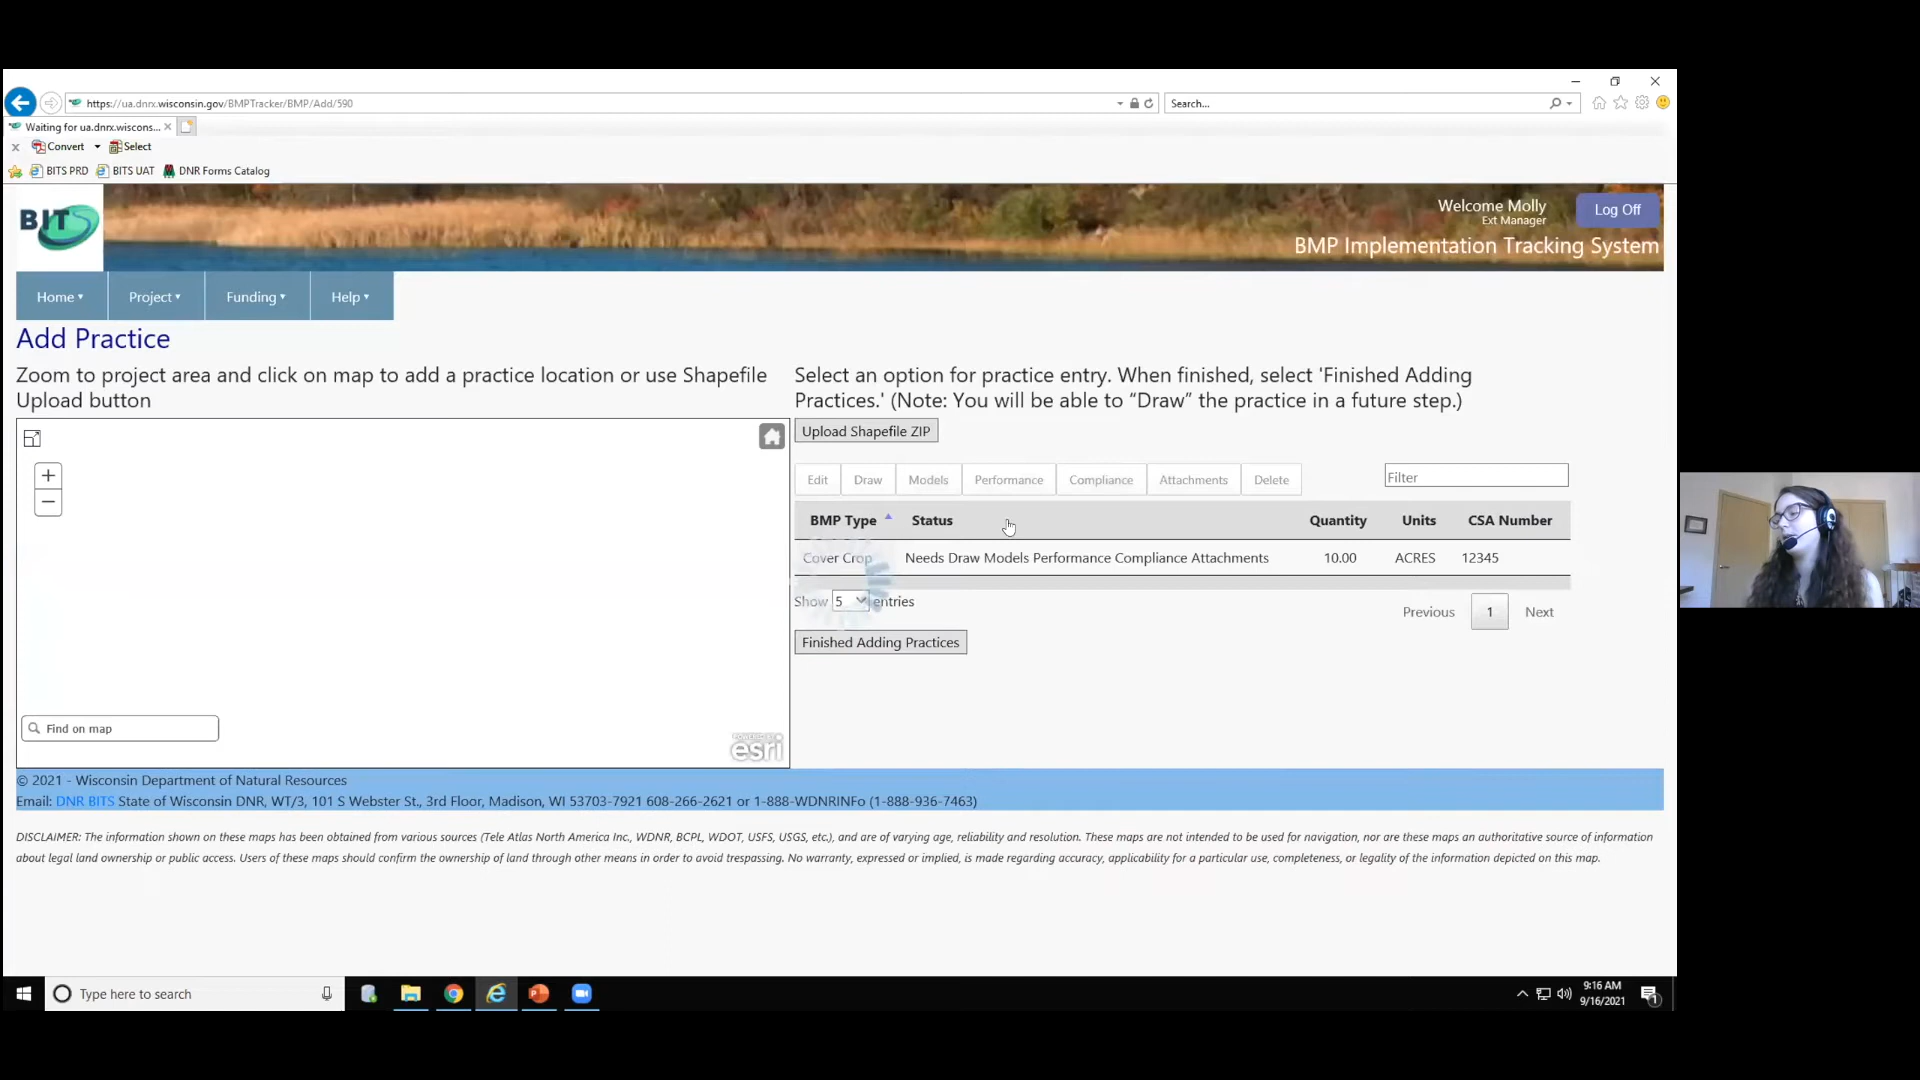 https://ua.dnrx.wisconsin.gov/BMPTracker/BMP/Add/590
Search...
Waiting for ua.dnrx.wiscons...
x Convert Select
BITS PRD BITS UAT DNR Forms Catalog
BITS
Welcome Molly
Ext Manager
Log Off
BMP Implementation Tracking System
Home Project Funding Help
Add Practice
Zoom to project area and click on map to add a practice location or use Shapefile
Upload button
Select an option for practice entry. When finished, select 'Finished Adding
Practices.' (Note: You will be able to “Draw” the practice in a future step.)
Upload Shapefile ZIP
Edit Draw Models Performance Compliance Attachments Delete
Filter
BMP Type Status Quantity Units CSA Number
Cover Crop Needs Draw Models Performance Compliance Attachments 10.00 ACRES 12345
Show 5 entries
Previous 1 Next
Finished Adding Practices
+
−
Find on map
POWERED BY
esri
© 2021 - Wisconsin Department of Natural Resources
Email: DNR BITS State of Wisconsin DNR, WT/3, 101 S Webster St., 3rd Floor, Madison, WI 53703-7921 608-266-2621 or 1-888-WDNRINFo (1-888-936-7463)
DISCLAIMER: The information shown on these maps has been obtained from various sources (Tele Atlas North America Inc., WDNR, BCPL, WDOT, USFS, USGS, etc.), and are of varying age, reliability and resolution. These maps are not intended to be used for navigation, nor are these maps an authoritative source of information
about legal land ownership or public access. Users of these maps should confirm the ownership of land through other means in order to avoid trespassing. No warranty, expressed or implied, is made regarding accuracy, applicability for a particular use, completeness, or legality of the information depicted on this map.
Type here to search
9:16 AM
9/16/2021
1